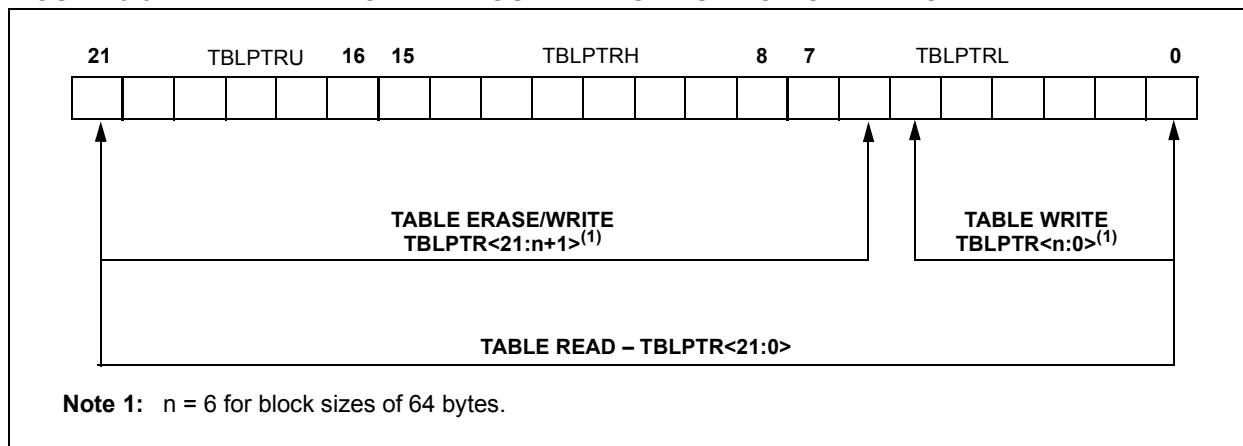 21 TBLPTRU 16 15 TBLPTRH 8 7 TBLPTRL 0
TABLE ERASE/WRITE
TBLPTR<21:n+1>(1)
TABLE WRITE
TBLPTR<n:0>(1)
TABLE READ – TBLPTR<21:0>
Note 1: n = 6 for block sizes of 64 bytes.